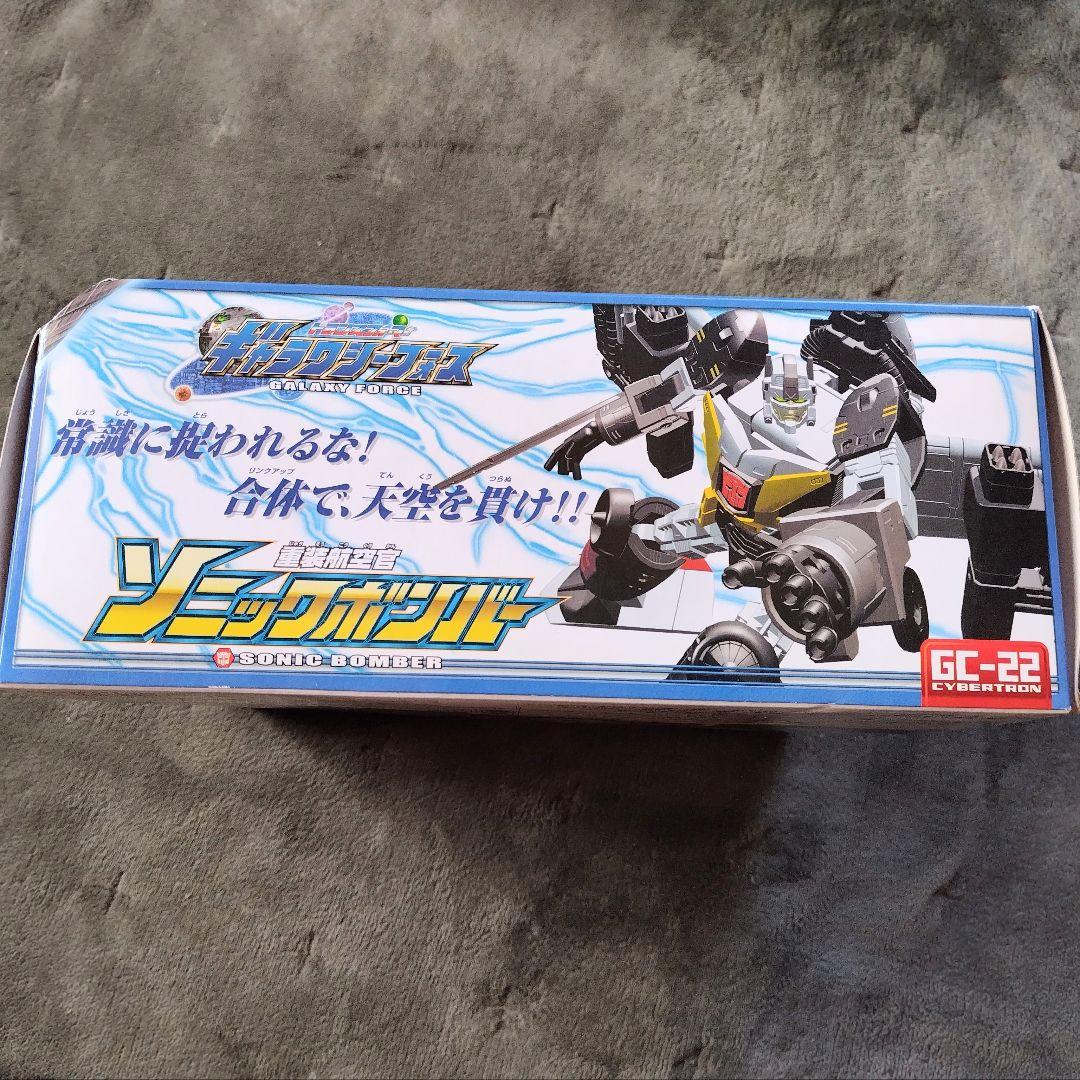 ギャラクシーフォース
GALAXY FORCE
じょう しき とら
常識に捉われるな!
リンクアップ てん くう つらぬ
合体で、天空を貫け!!
重装航空官
ソニックボンバー
SONIC BOMBER
GC-22
CYBERTRON